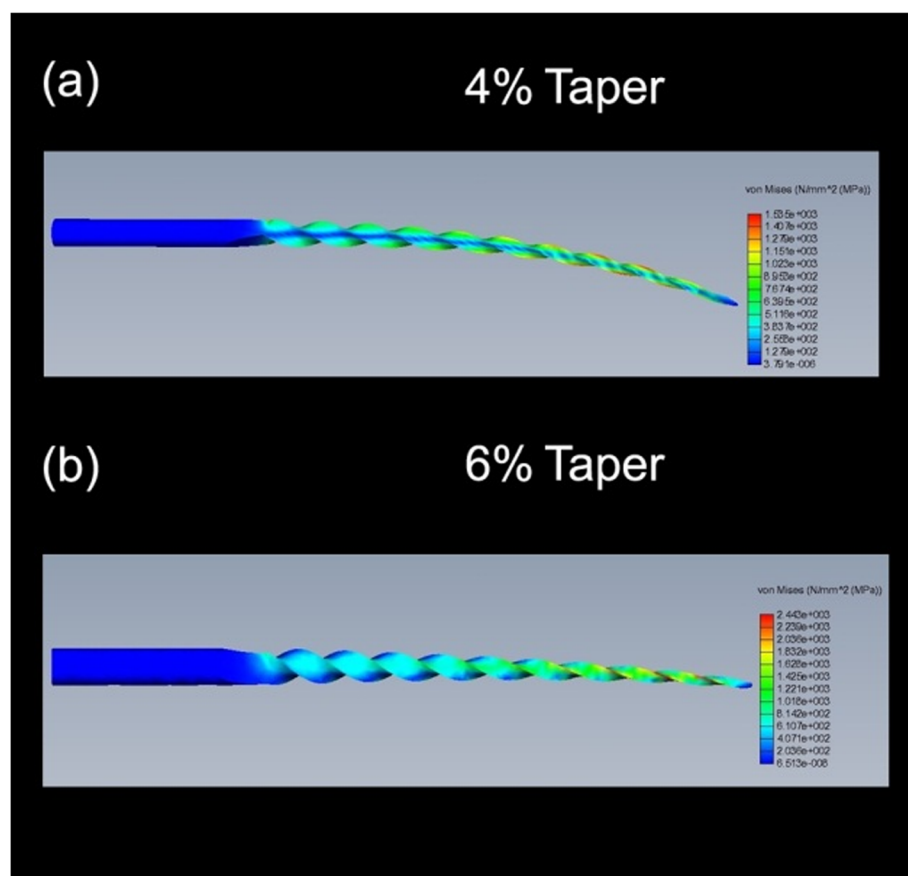 (a)
4% Taper
von Mises (N/mm^2 (MPa))
1.535e+003
1.407e+003
1.279e+003
1.151e+003
1.023e+003
8.953e+002
7.674e+002
6.395e+002
5.116e+002
3.837e+002
2.558e+002
1.279e+002
3.791e-006
(b)
6% Taper
von Mises (N/mm^2 (MPa))
2.443e+003
2.239e+003
2.036e+003
1.832e+003
1.628e+003
1.425e+003
1.221e+003
1.018e+003
8.142e+002
6.107e+002
4.071e+002
2.036e+002
6.513e-008